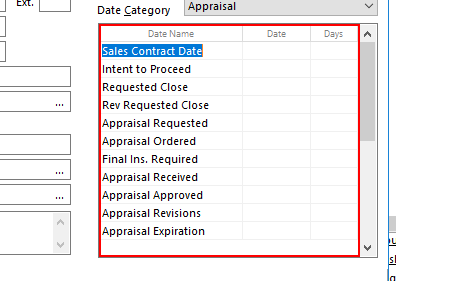 Ext.
Date Category Appraisal
Date Name Date Days
Sales Contract Date
Intent to Proceed
Requested Close
Rev Requested Close
...
Appraisal Requested
Appraisal Ordered
Final Ins. Required
Appraisal Received
...
Appraisal Approved
...
Appraisal Revisions
Appraisal Expiration